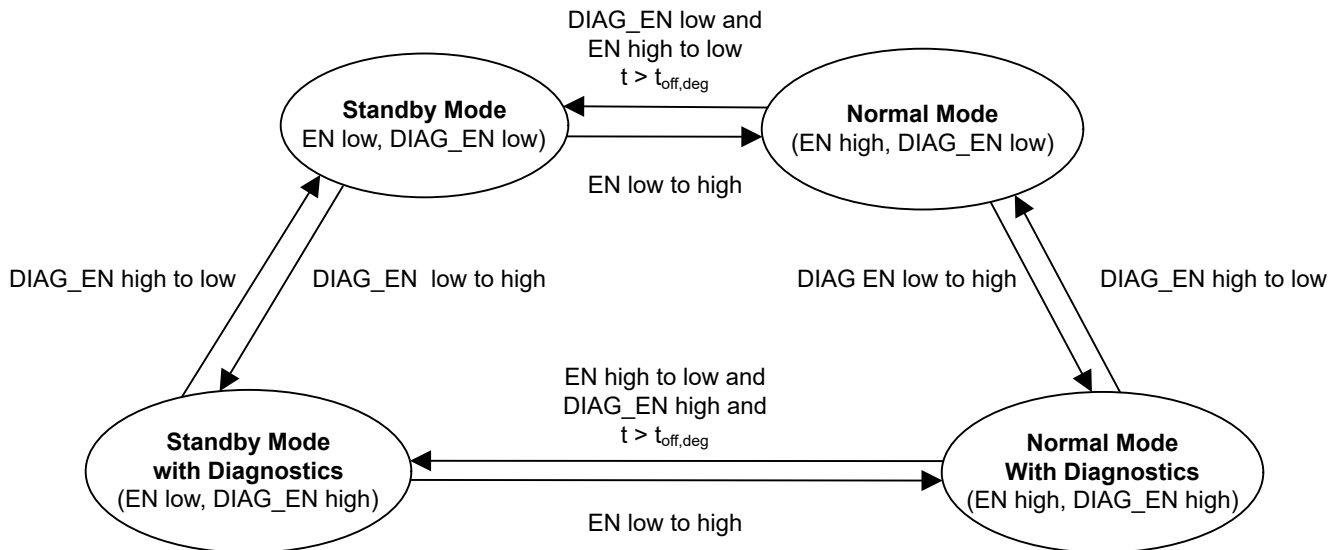 DIAG_EN low and
EN high to low
t > toff,deg
Standby Mode
EN low, DIAG_EN low)
Normal Mode
(EN high, DIAG_EN low)
EN low to high
DIAG_EN high to low
DIAG_EN  low to high
DIAG EN low to high
DIAG_EN high to low
EN high to low and
DIAG_EN high and
t > toff,deg
Standby Mode
with Diagnostics
(EN low, DIAG_EN high)
Normal Mode
With Diagnostics
(EN high, DIAG_EN high)
EN low to high